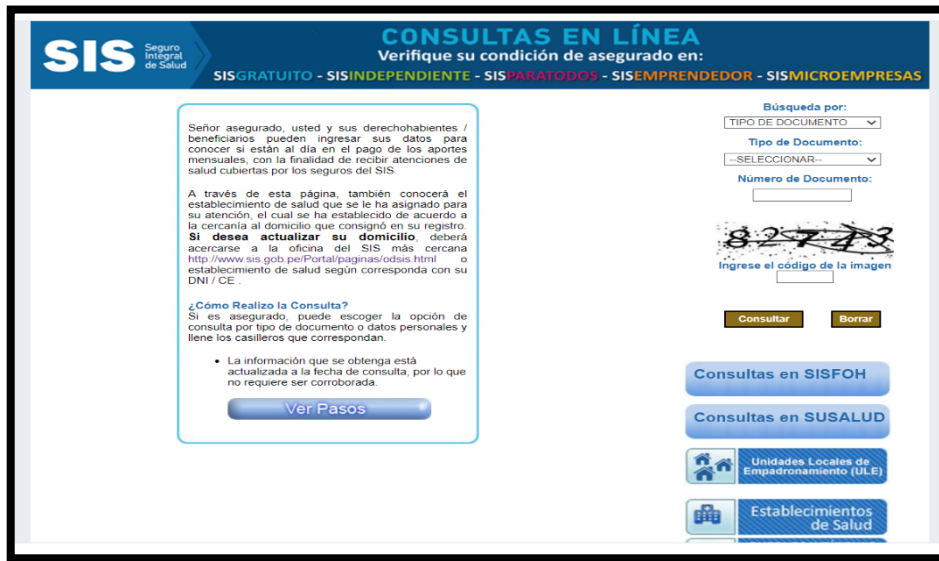 SIS Seguro
Integral
de Salud
CONSULTAS EN LÍNEA
Verifique su condición de asegurado en:
SISGRATUITO - SISINDEPENDIENTE - SISPARATODOS - SISEMPRENDEDOR - SISMICROEMPRESAS
Señor asegurado, usted y sus derechohabientes /
beneficiarios pueden ingresar sus datos para
conocer si están al día en el pago de los aportes
mensuales, con la finalidad de recibir atenciones de
salud cubiertas por los seguros del SIS.
A través de esta página, también conocerá el
establecimiento de salud que se le ha asignado para
su atención, el cual se ha establecido de acuerdo a
la cercanía al domicilio que consignó en su registro.
Si desea actualizar su domicilio, deberá
acercarse a la oficina del SIS más cercana
http://www.sis.gob.pe/Portal/paginas/odsis.html o
establecimiento de salud según corresponda con su
DNI / CE .
¿Cómo Realizo la Consulta?
Si es asegurado, puede escoger la opción de
consulta por tipo de documento o datos personales y
llene los casilleros que correspondan.
• La información que se obtenga está
actualizada a la fecha de consulta, por lo que
no requiere ser corroborada.
Ver Pasos
Búsqueda por:
TIPO DE DOCUMENTO
Tipo de Documento:
--SELECCIONAR--
Número de Documento:
82743
Ingrese el código de la imagen
Consultar Borrar
Consultas en SISFOH
Consultas en SUSALUD
Unidades Locales de
Empadronamiento (ULE)
Establecimientos
de Salud